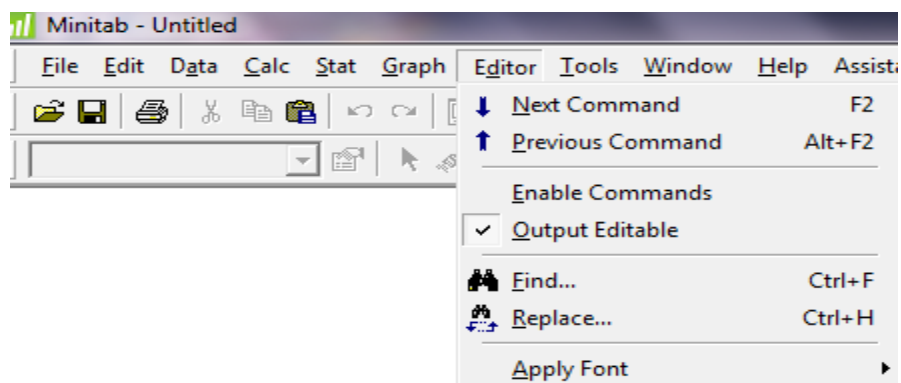 Minitab - Untitled
File Edit Data Calc Stat Graph Editor Tools Window Help
Next Command F2
Previous Command Alt+F2
Enable Commands
Output Editable
Find... Ctrl+F
Replace... Ctrl+H
Apply Font